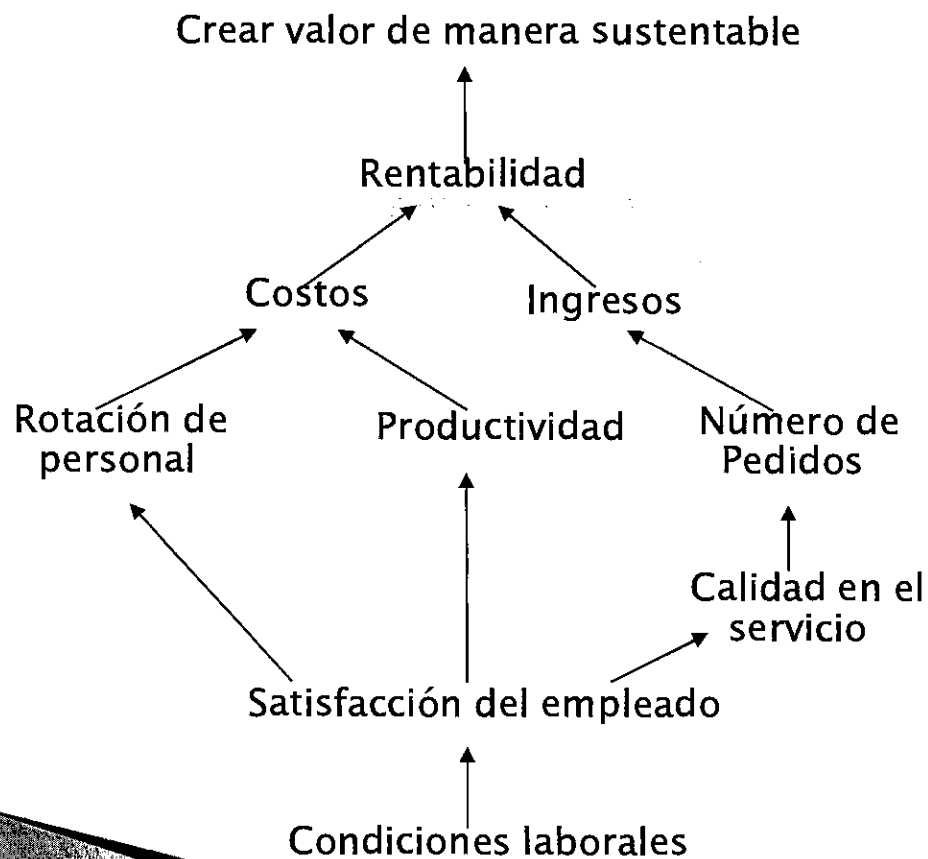 Crear valor de manera sustentable
Rentabilidad
Costos
Ingresos
Rotación de
personal
Productividad
Número de
Pedidos
Calidad en el
servicio
Satisfacción del empleado
Condiciones laborales